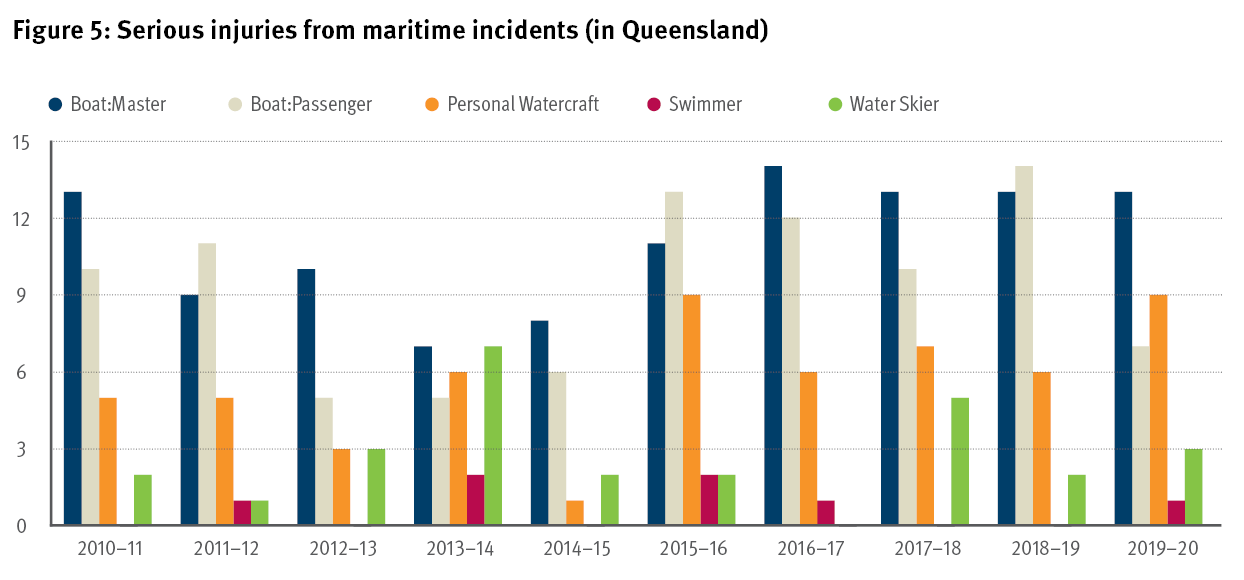 Figure 5: Serious injuries from maritime incidents (in Queensland)
Boat:Master Boat:Passenger Personal Watercraft Swimmer Water Skier
15
12
9
6
3
0
2010–11 2011–12 2012–13 2013–14 2014–15 2015–16 2016–17 2017–18 2018–19 2019–20